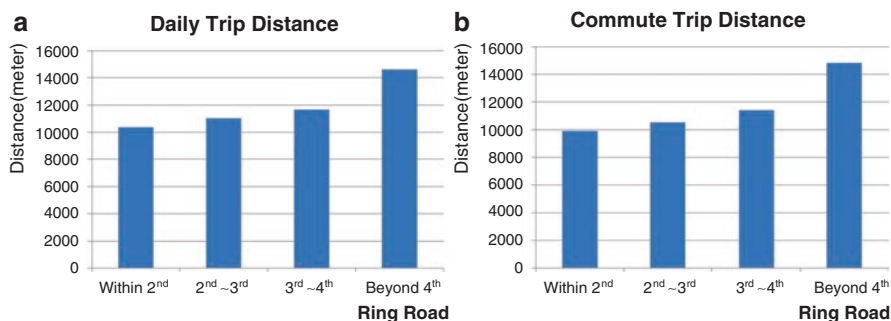 a
Daily Trip Distance
Distance(meter)
16000
14000
12000
10000
8000
6000
4000
2000
0
Within 2nd
2nd ~3rd
3rd ~4th
Beyond 4th
Ring Road
b
Commute Trip Distance
Distance(meter)
16000
14000
12000
10000
8000
6000
4000
2000
0
Within 2nd
2nd ~3rd
3rd ~4th
Beyond 4th
Ring Road